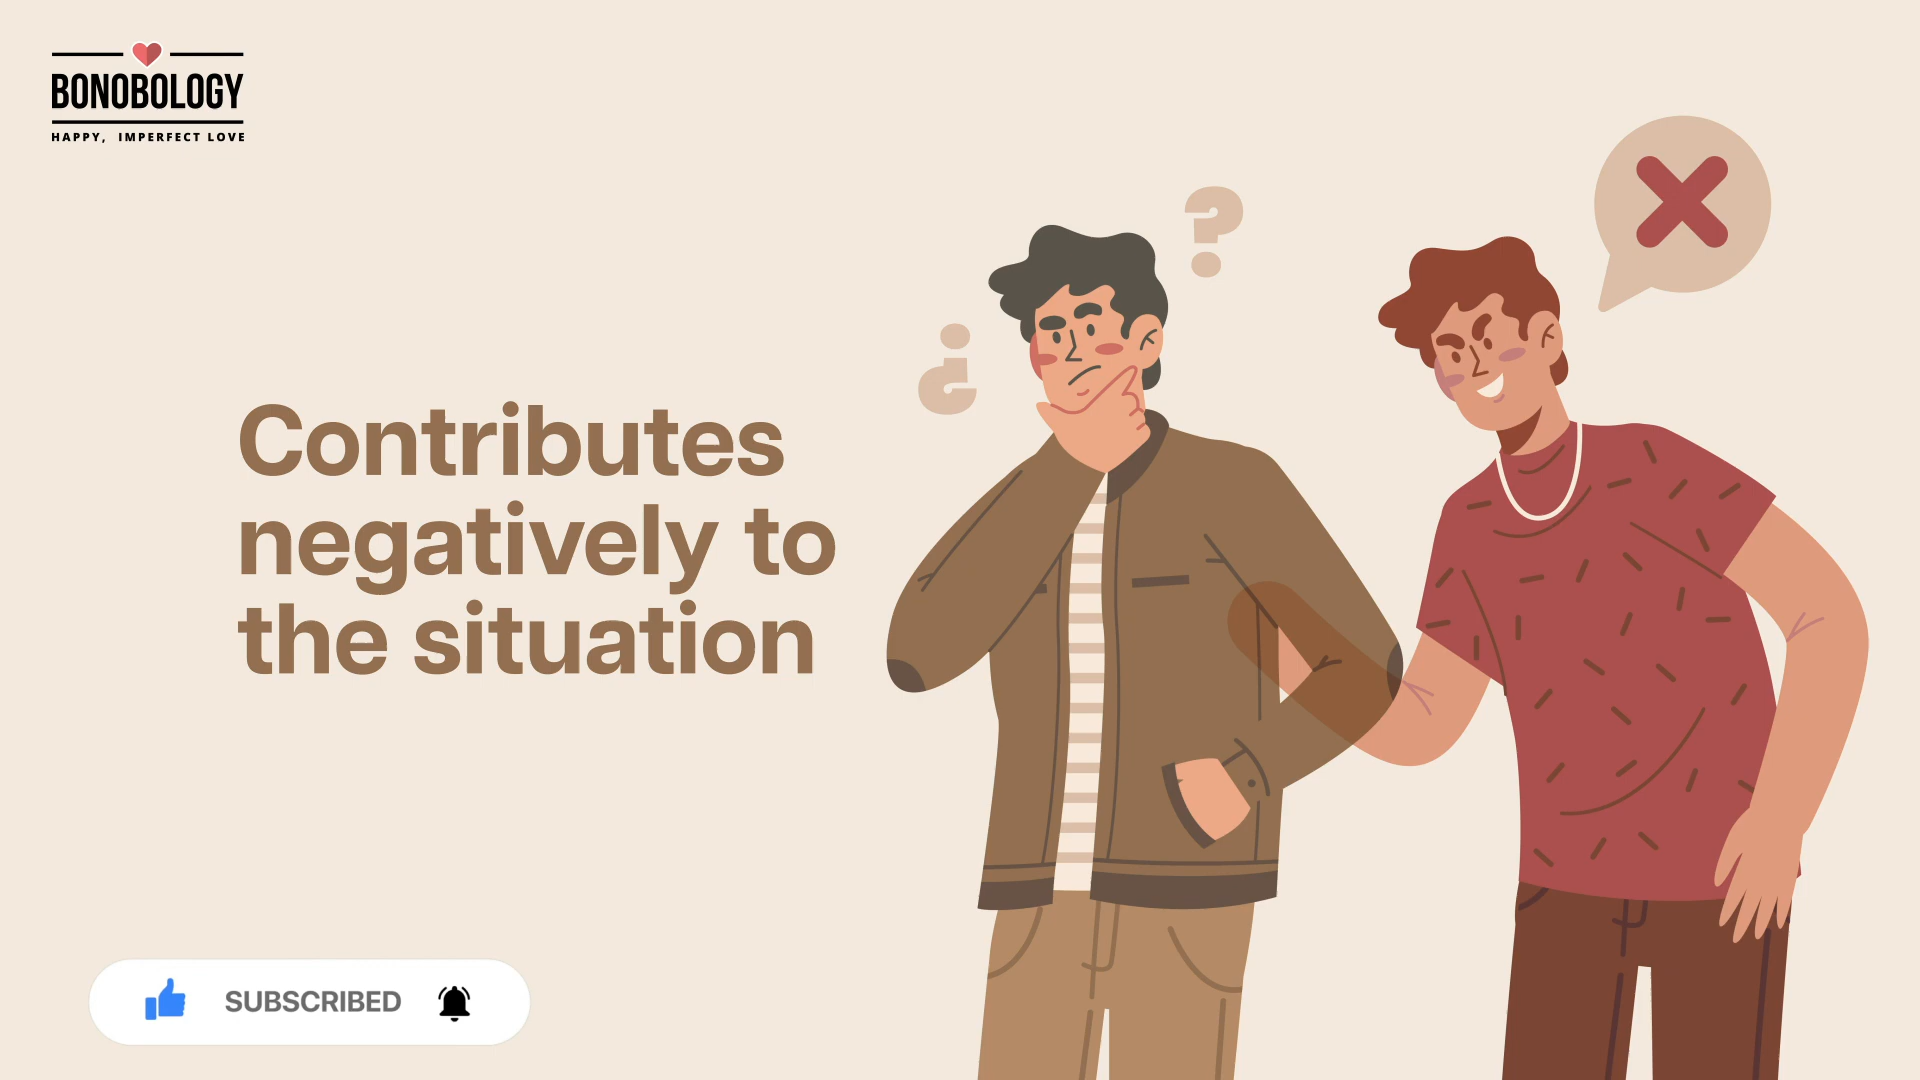 BONOBOLOGY
HAPPY, IMPERFECT LOVE
?
¿
Contributes
negatively to
the situation
SUBSCRIBED